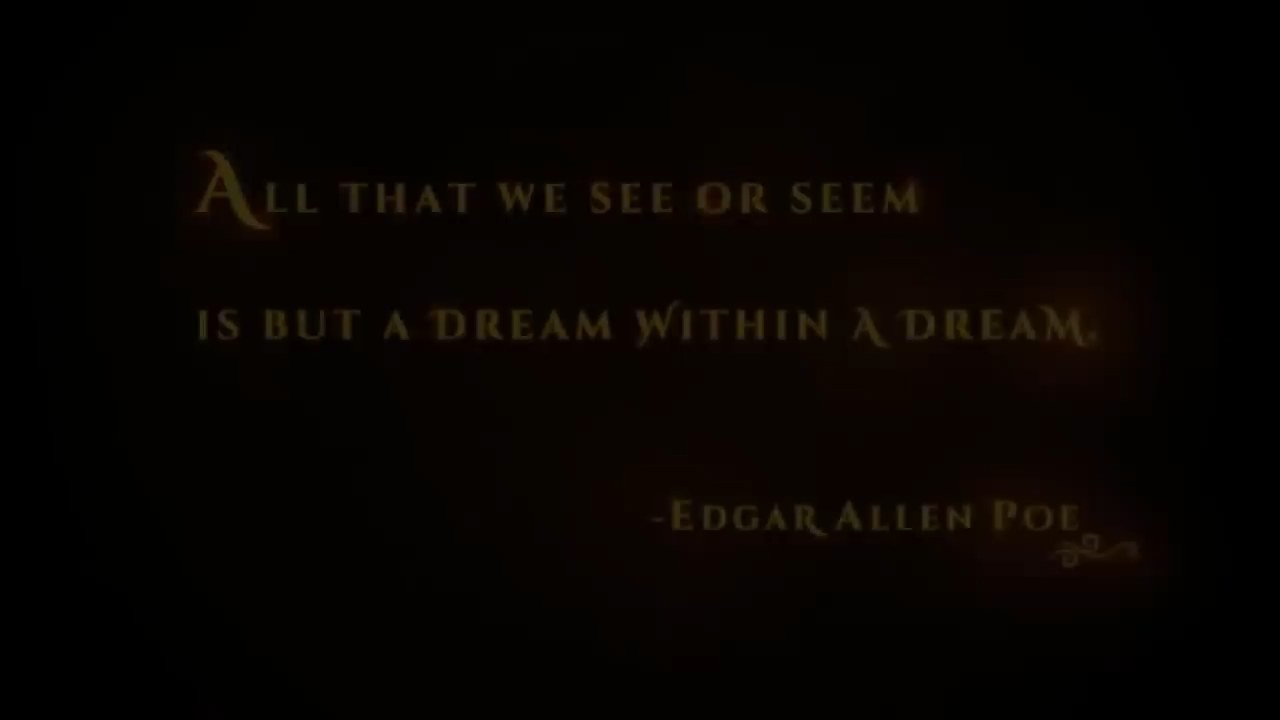 All that we see or seem
is but a Dream Within A Dream.
-Edgar Allen Poe